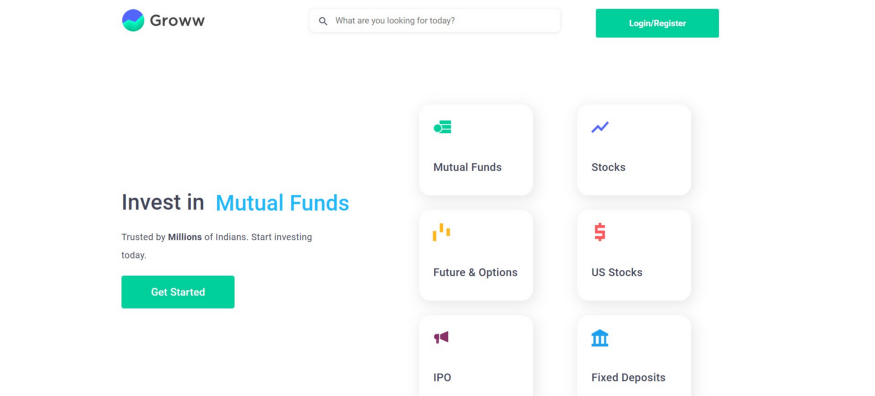 Groww
What are you looking for today?
Login/Register
Invest in Mutual Funds
Trusted by Millions of Indians. Start investing
today.
Get Started
Mutual Funds
Stocks
Future & Options
US Stocks
IPO
Fixed Deposits